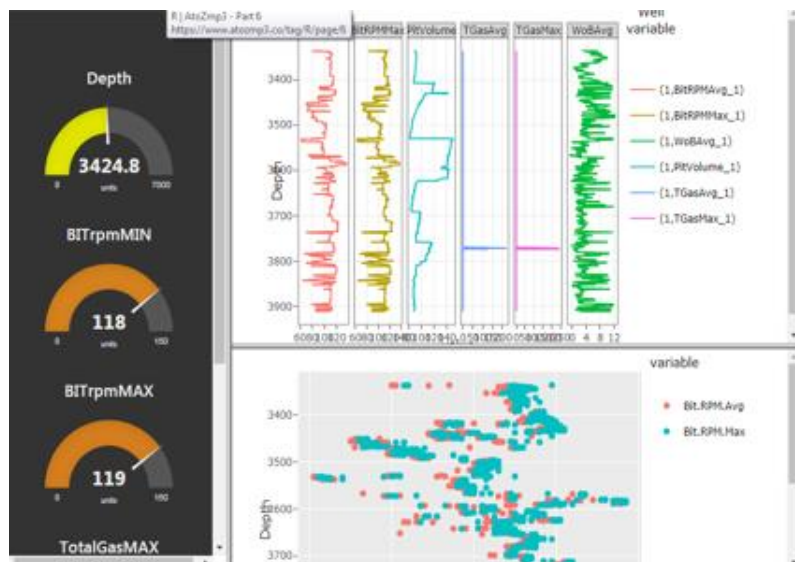 R | AtoZmp3 - Part 6
https://www.atozmp3.co/tag/R/page/6
Depth
3424.8
0
units
7000
BITrpmMIN
118
0
units
150
BITrpmMAX
119
0
units
150
TotalGasMAX
BitRPMMax
PitVolume
TGasAvg
TGasMax
WoBAvg
Depth
3400
3500
3700
3800
3900
4 8 12
Well
variable
(1,BitRPMAvg_1)
(1,BitRPMMax_1)
(1,WoBAvg_1)
(1,PitVolume_1)
(1,TGasAvg_1)
(1,TGasMax_1)
Depth
3400
3500
3600
3700
variable
Bit.RPM.Avg
Bit.RPM.Max